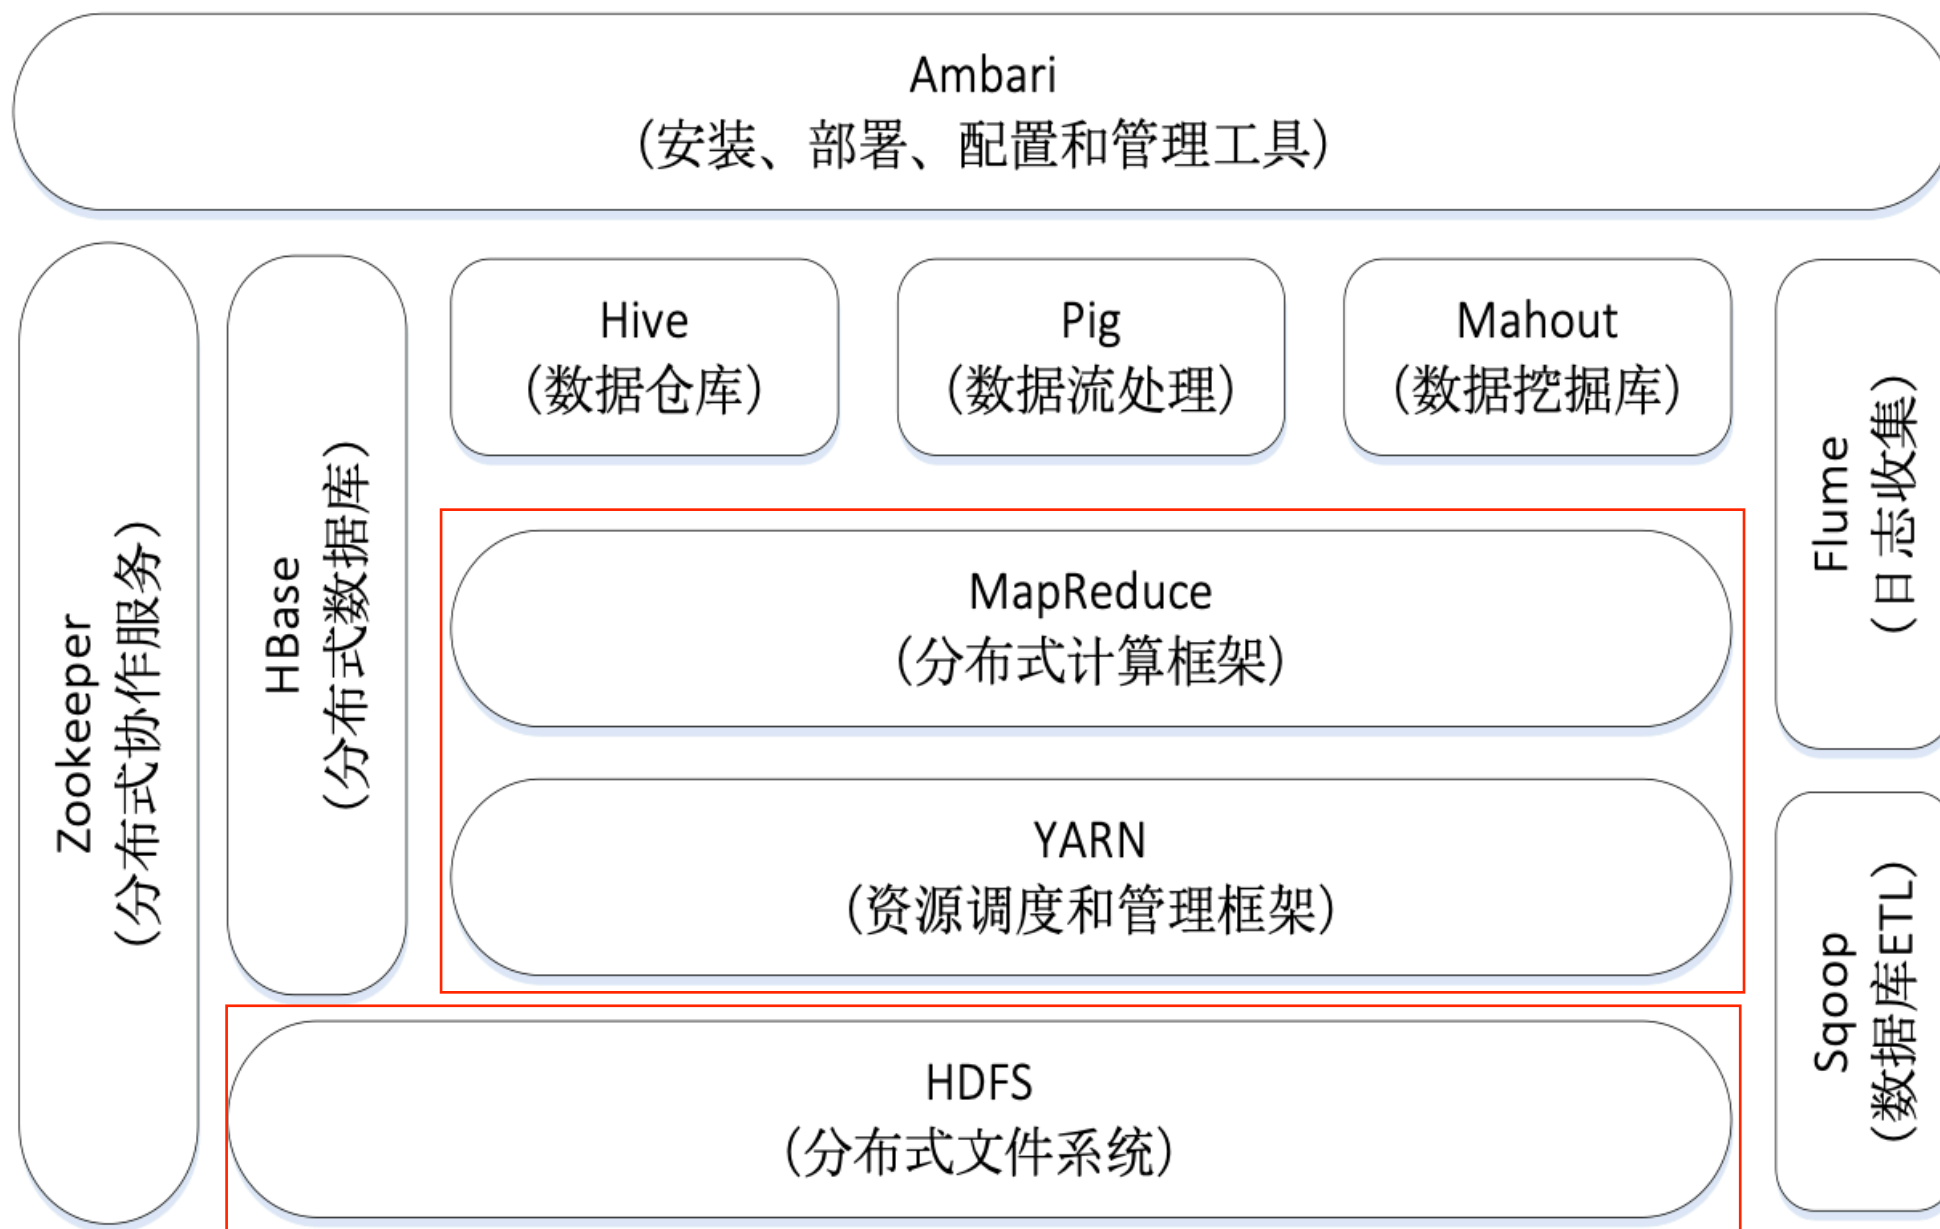 Ambari
(安装、部署、配置和管理工具)
Zookeeper
(分布式协作服务)
HBase
(分布式数据库)
Hive
(数据仓库)
Pig
(数据流处理)
Mahout
(数据挖掘库)
Flume
(日志收集)
MapReduce
(分布式计算框架)
YARN
(资源调度和管理框架)
Sqoop
(数据库ETL)
HDFS
(分布式文件系统)